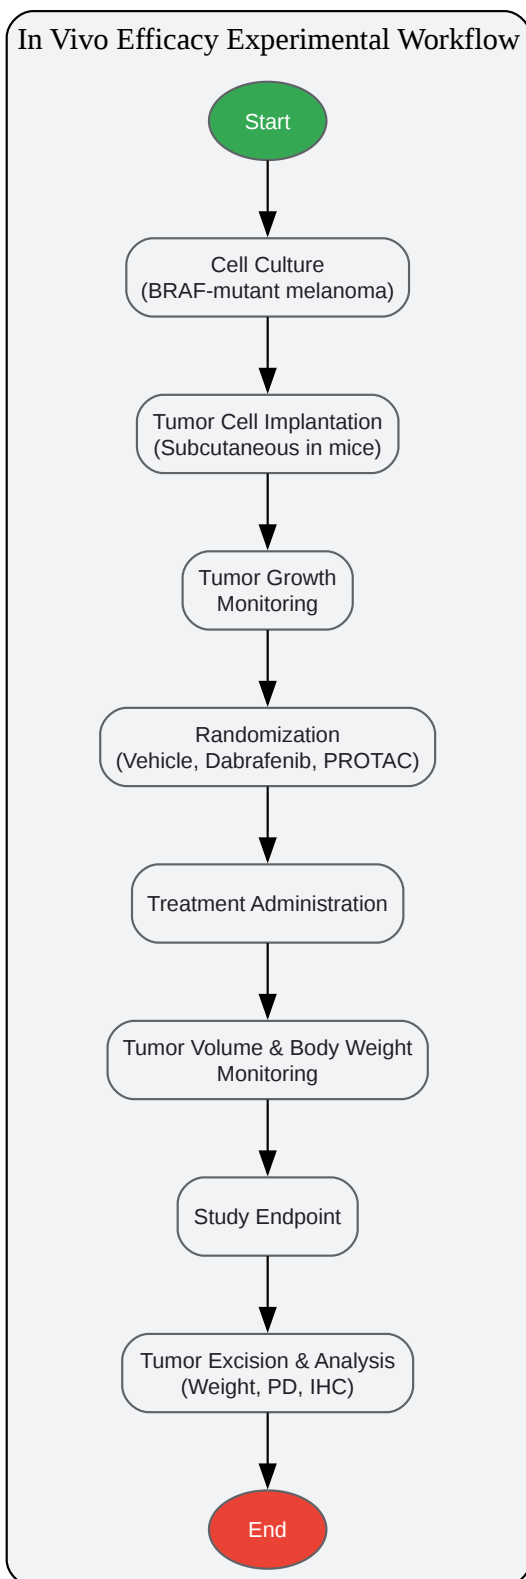 In Vivo Efficacy Experimental Workflow
Start
Cell Culture
(BRAF-mutant melanoma)
Tumor Cell Implantation
(Subcutaneous in mice)
Tumor Growth
Monitoring
Randomization
(Vehicle, Dabrafenib, PROTAC)
Treatment Administration
Tumor Volume & Body Weight
Monitoring
Study Endpoint
Tumor Excision & Analysis
(Weight, PD, IHC)
End